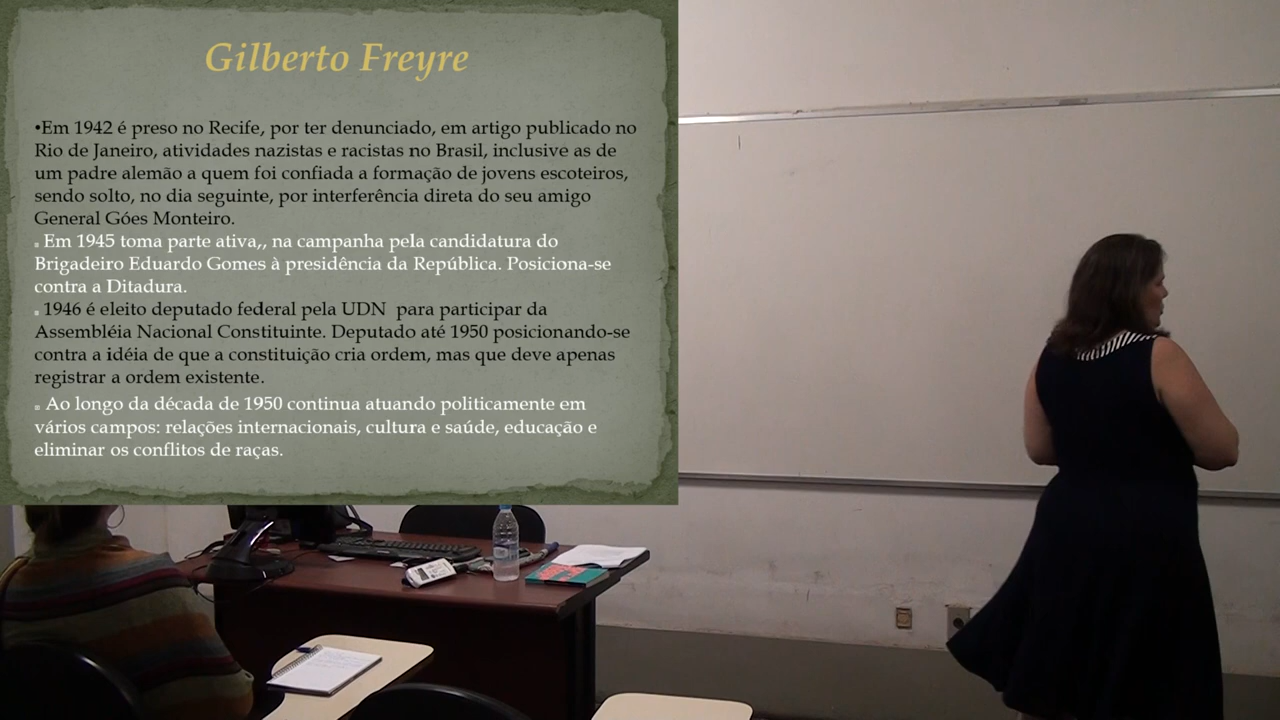 Gilberto Freyre
•Em 1942 é preso no Recife, por ter denunciado, em artigo publicado no
Rio de Janeiro, atividades nazistas e racistas no Brasil, inclusive as de
um padre alemão a quem foi confiada a formação de jovens escoteiros,
sendo solto, no dia seguinte, por interferência direta do seu amigo
General Góes Monteiro.
Em 1945 toma parte ativa,, na campanha pela candidatura do
Brigadeiro Eduardo Gomes à presidência da República. Posiciona-se
contra a Ditadura.
1946 é eleito deputado federal pela UDN para participar da
Assembléia Nacional Constituinte. Deputado até 1950 posicionando-se
contra a idéia de que a constituição cria ordem, mas que deve apenas
registrar a ordem existente.
Ao longo da década de 1950 continua atuando politicamente em
vários campos: relações internacionais, cultura e saúde, educação e
eliminar os conflitos de raças.